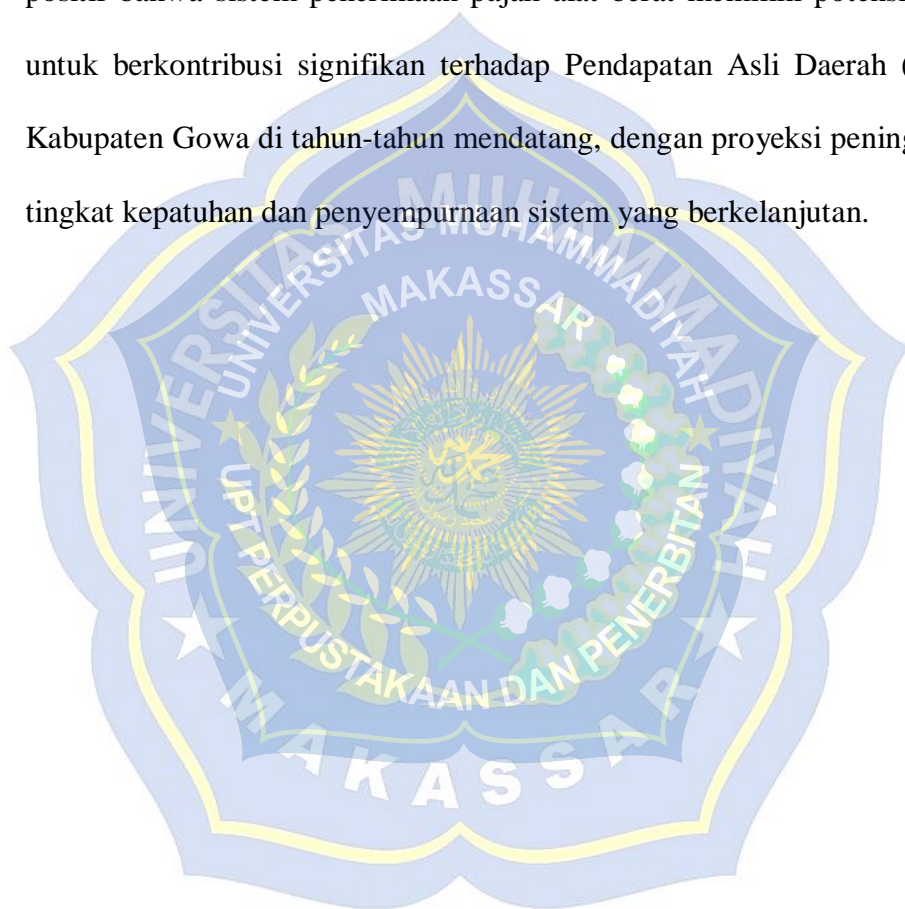 positif bahwa sistem penerimaan pajak alat berat memiliki potensi
untuk berkontribusi signifikan terhadap Pendapatan Asli Daerah (
Kabupaten Gowa di tahun-tahun mendatang, dengan proyeksi pening
tingkat kepatuhan dan penyempurnaan sistem yang berkelanjutan.
UNIVERSITAS MUHAMMADIYAH
MAKASSAR
UNIVERSITAS MUHAMMADIYAH
MAKASSAR
UPT PERPUSTAKAAN DAN PENERBITAN